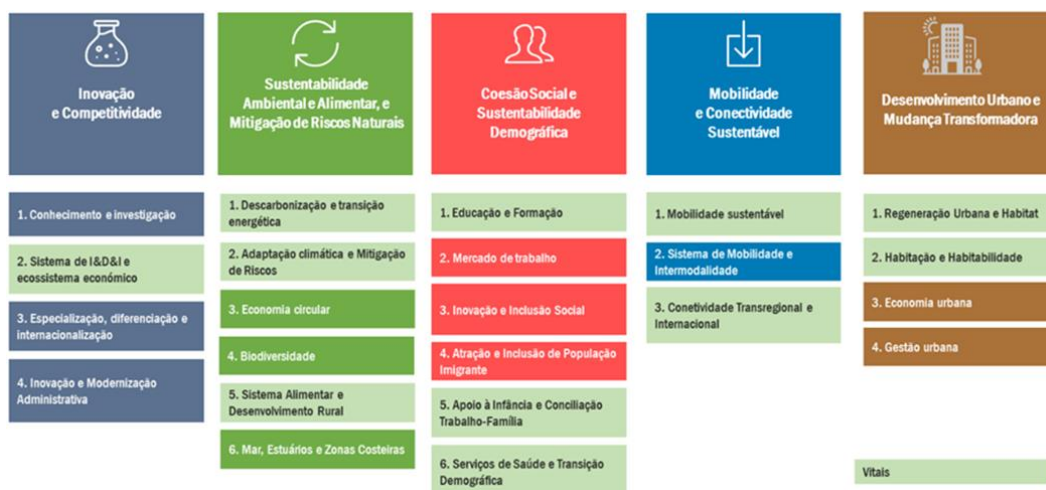 Inovação
e Competitividade
1. Conhecimento e investigação
2. Sistema de I&D&I e
ecossistema económico
3. Especialização, diferenciação e
internacionalização
4. Inovação e Modernização
Administrativa
Sustentabilidade
Ambiental e Alimentar, e
Mitigação de Riscos Naturais
1. Descarbonização e transição
energética
2. Adaptação climática e Mitigação
de Riscos
3. Economia circular
4. Biodiversidade
5. Sistema Alimentar e
Desenvolvimento Rural
6. Mar, Estuários e Zonas Costeiras
Coesão Social e
Sustentabilidade
Demográfica
1. Educação e Formação
2. Mercado de trabalho
3. Inovação e Inclusão Social
4. Atração e Inclusão de População
Imigrante
5. Apoio à Infância e Conciliação
Trabalho-Família
6. Serviços de Saúde e Transição
Demográfica
Mobilidade
e Conectividade
Sustentável
1. Mobilidade sustentável
2. Sistema de Mobilidade e
Intermodalidade
3. Conetividade Transregional e
Internacional
Desenvolvimento Urbano e
Mudança Transformadora
1. Regeneração Urbana e Habitat
2. Habitação e Habitabilidade
3. Economia urbana
4. Gestão urbana
Vitais